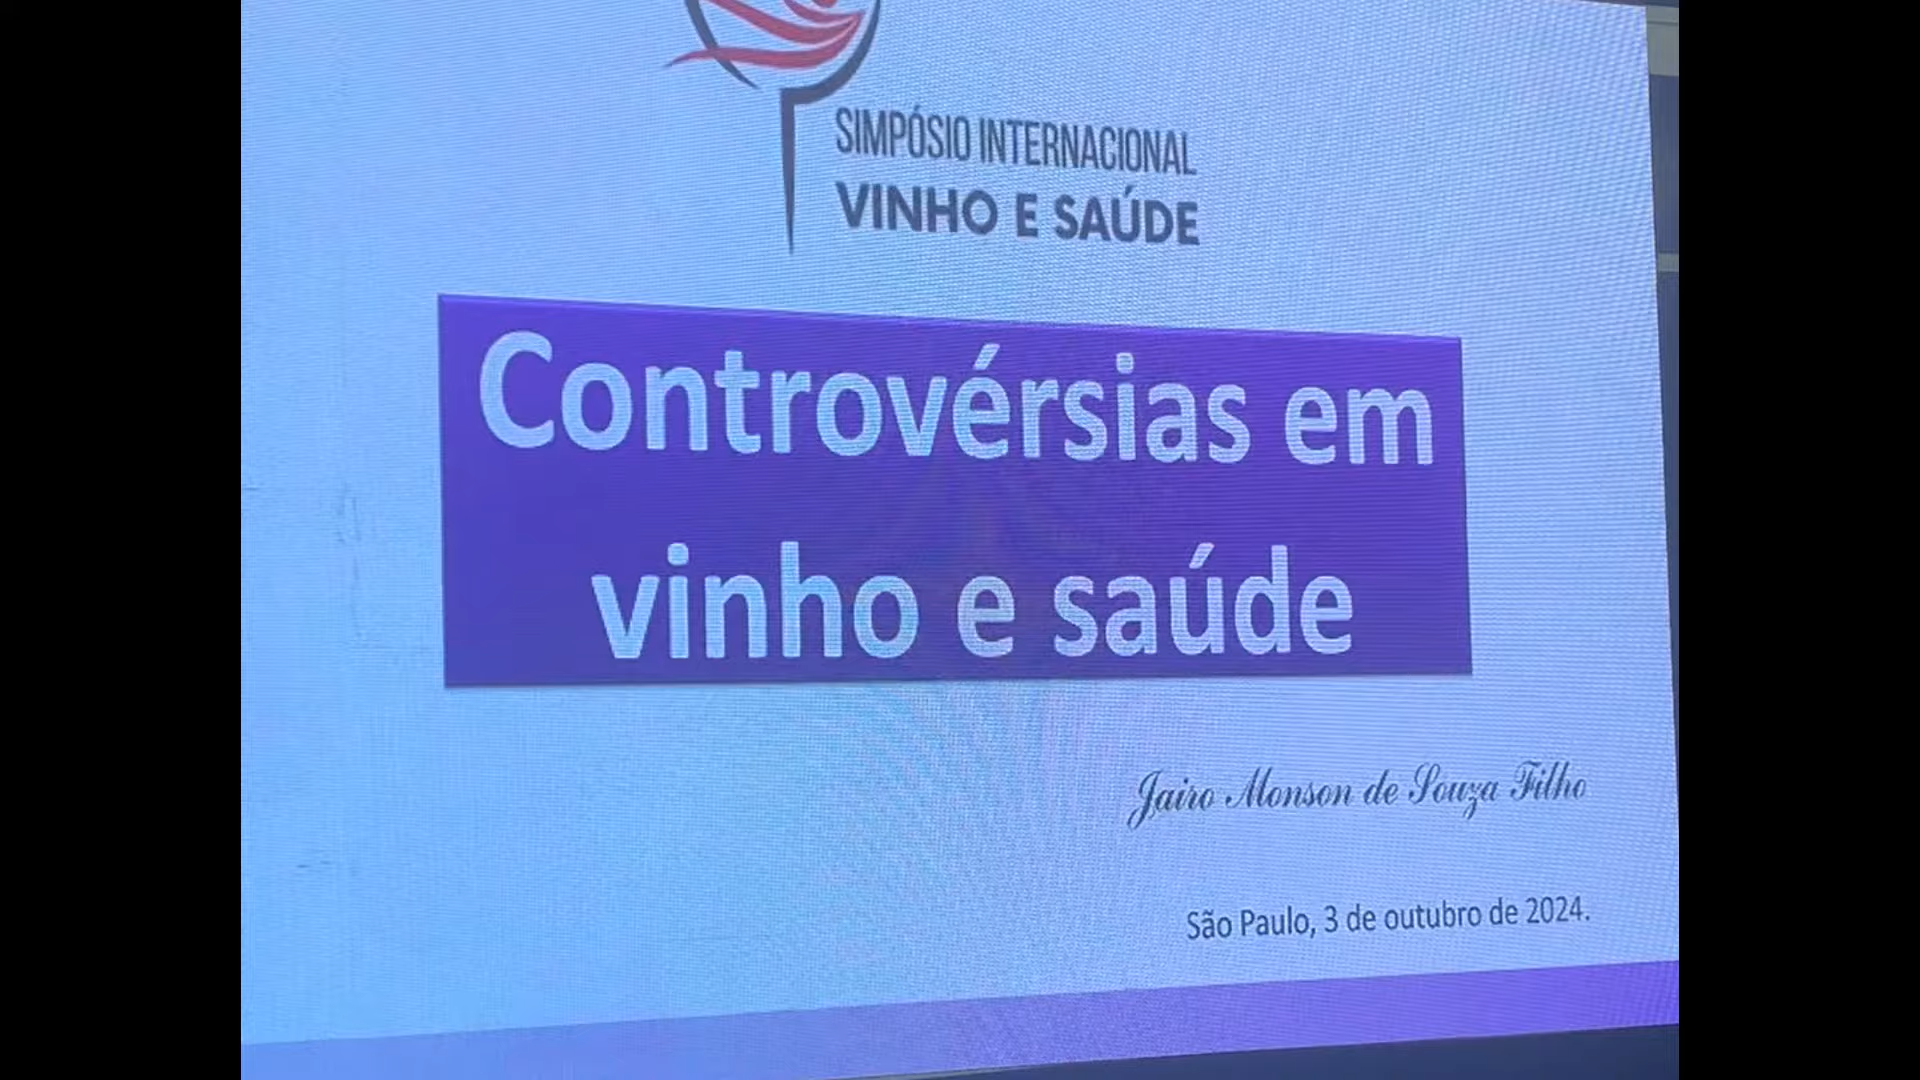 SIMPÓSIO INTERNACIONAL
VINHO E SAÚDE
Controvérsias em
vinho e saúde
Jairo Monson de Souza Filho
São Paulo, 3 de outubro de 2024.